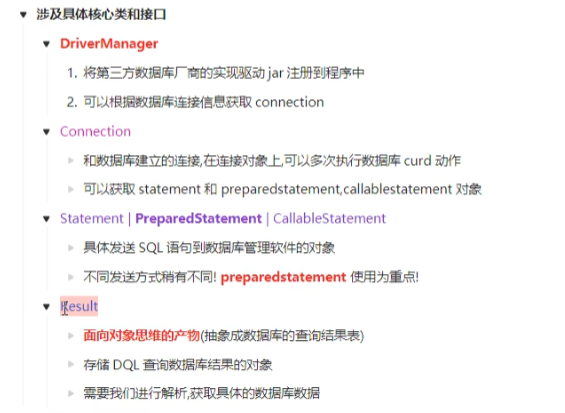 涉及具体核心类和接口
DriverManager
1. 将第三方数据库厂商的实现驱动 jar 注册到程序中
2. 可以根据数据库连接信息获取 connection
Connection
和数据库建立的连接,在连接对象上,可以多次执行数据库 curd 动作
可以获取 statement 和 preparedstatement,callablestatement 对象
Statement | PreparedStatement | CallableStatement
具体发送 SQL 语句到数据库管理软件的对象
不同发送方式稍有不同! preparedstatement 使用为重点!
Result
面向对象思维的产物(抽象成数据库的查询结果表)
存储 DQL 查询数据库结果的对象
需要我们进行解析,获取具体的数据库数据